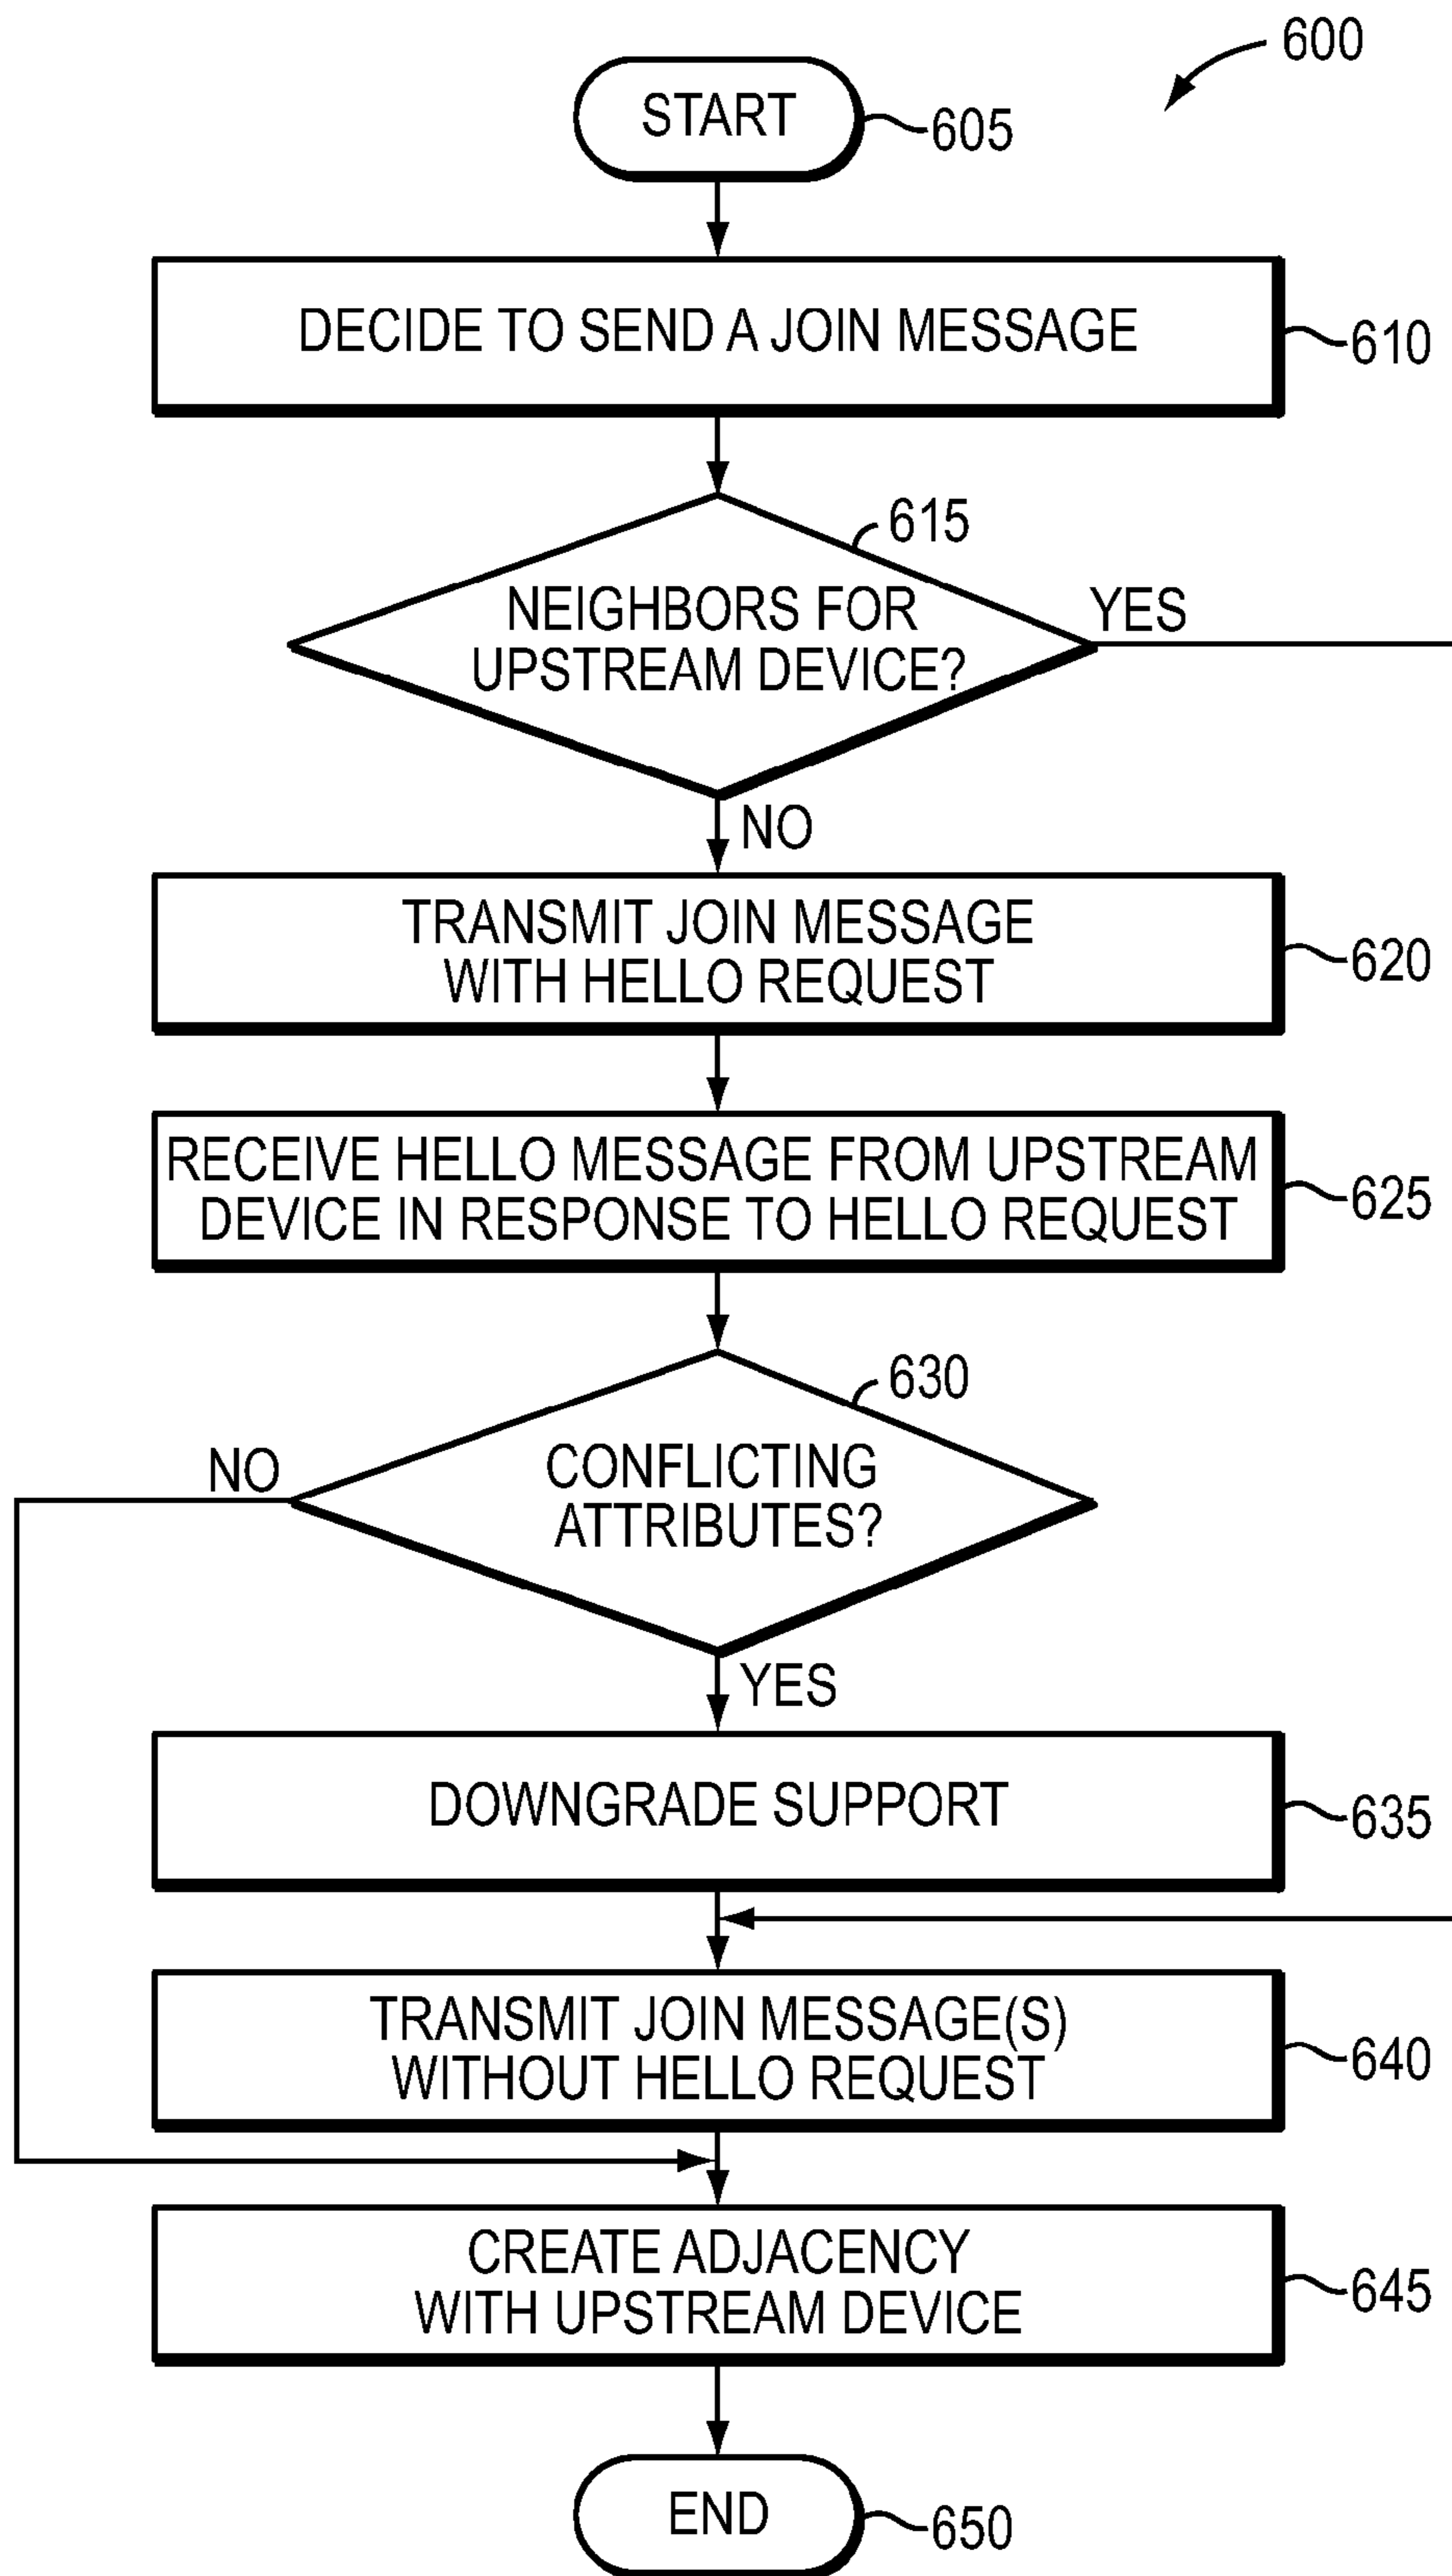 600
START
605
DECIDE TO SEND A JOIN MESSAGE
610
615
NEIGHBORS FOR
UPSTREAM DEVICE?
YES
NO
TRANSMIT JOIN MESSAGE
WITH HELLO REQUEST
620
RECEIVE HELLO MESSAGE FROM UPSTREAM
DEVICE IN RESPONSE TO HELLO REQUEST
625
630
NO
CONFLICTING
ATTRIBUTES?
YES
DOWNGRADE SUPPORT
635
TRANSMIT JOIN MESSAGE(S)
WITHOUT HELLO REQUEST
640
CREATE ADJACENCY
WITH UPSTREAM DEVICE
645
END
650